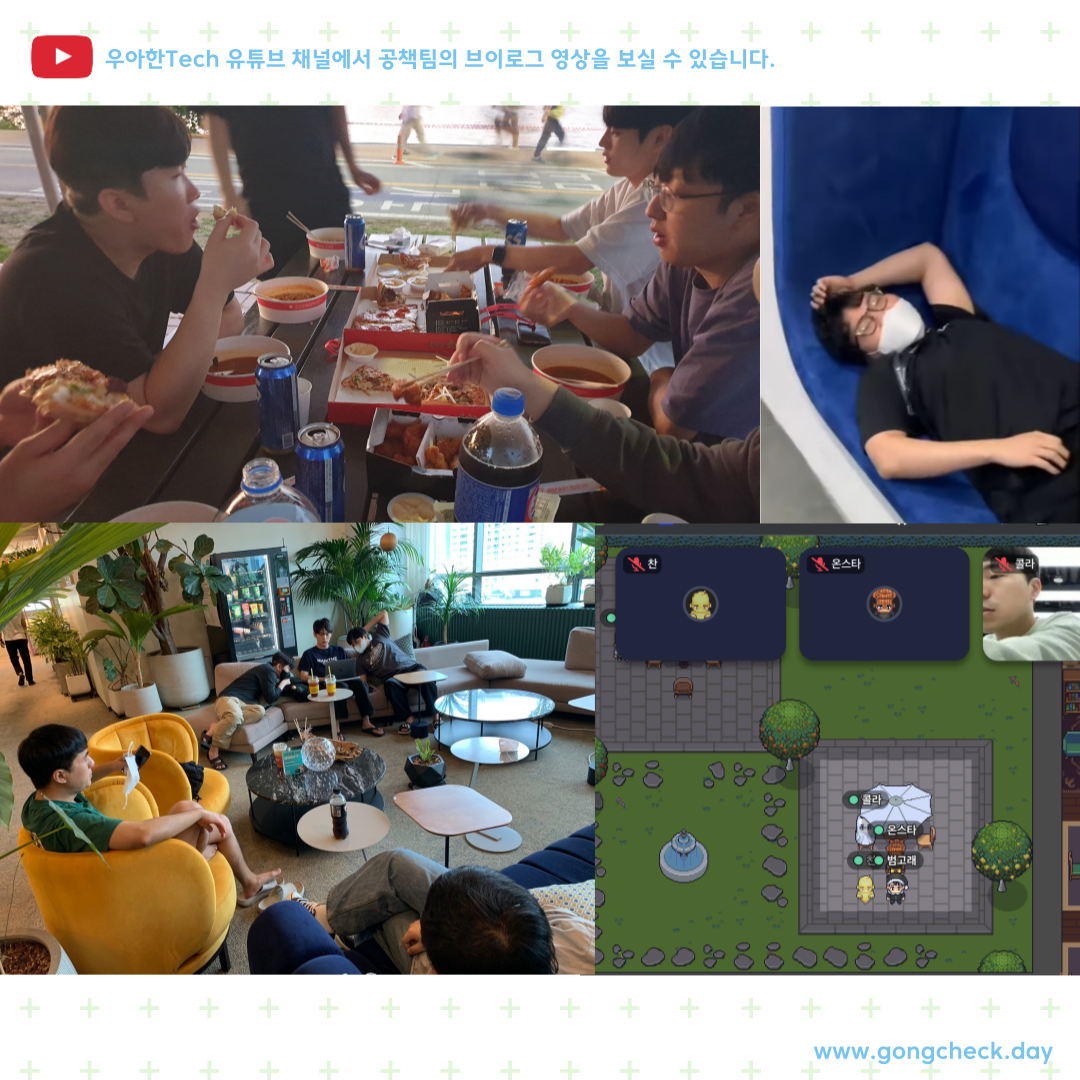 우아한Tech 유튜브 채널에서 공책팀의 브이로그 영상을 보실 수 있습니다.
찬
온스타
콜라
콜라
온스타
찬
범고래
www.gongcheck.day